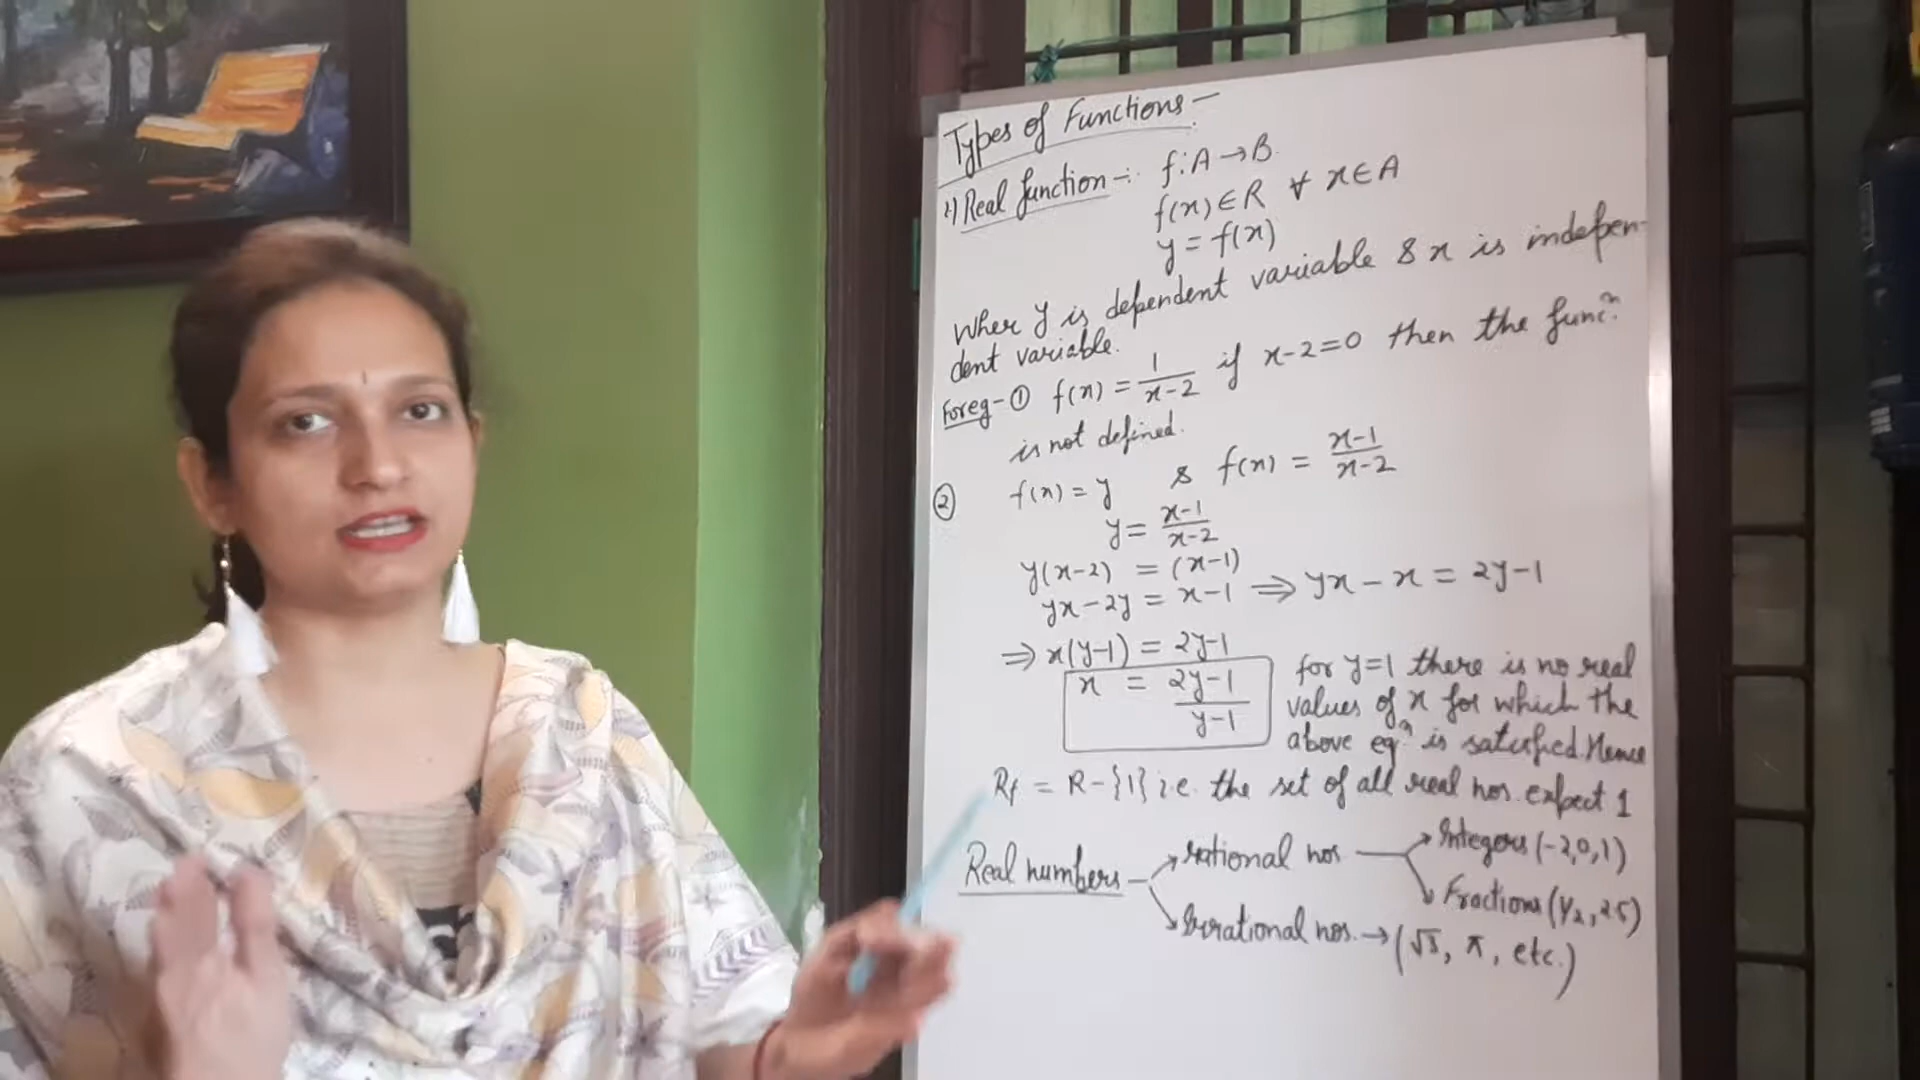 Types of Functions -
1) Real function -: f: A → B
f(x) ∈ R ∀ x ∈ A
y = f(x)
Wher y is dependent variable & x is indepen-
dent variable.
For eg - ① f(x) = 1/(x-2) if x-2=0 then the funcⁿ.
is not defined.
② f(x) = y & f(x) = (x-1)/(x-2)
y = (x-1)/(x-2)
y(x-2) = (x-1)
yx-2y = x-1 ⇒ yx - x = 2y-1
⇒ x(y-1) = 2y-1
x = (2y-1)/(y-1)
for y=1 there is no real
values of x for which the
above eqⁿ is satisfied. Hence
Rf = R-{1} i.e. the set of all real nos. expect 1
Real numbers → rational nos → Integers (-2,0,1)
→ Fractions (1/2, 2.5)
→ Irrational nos. → (√3, π, etc.)